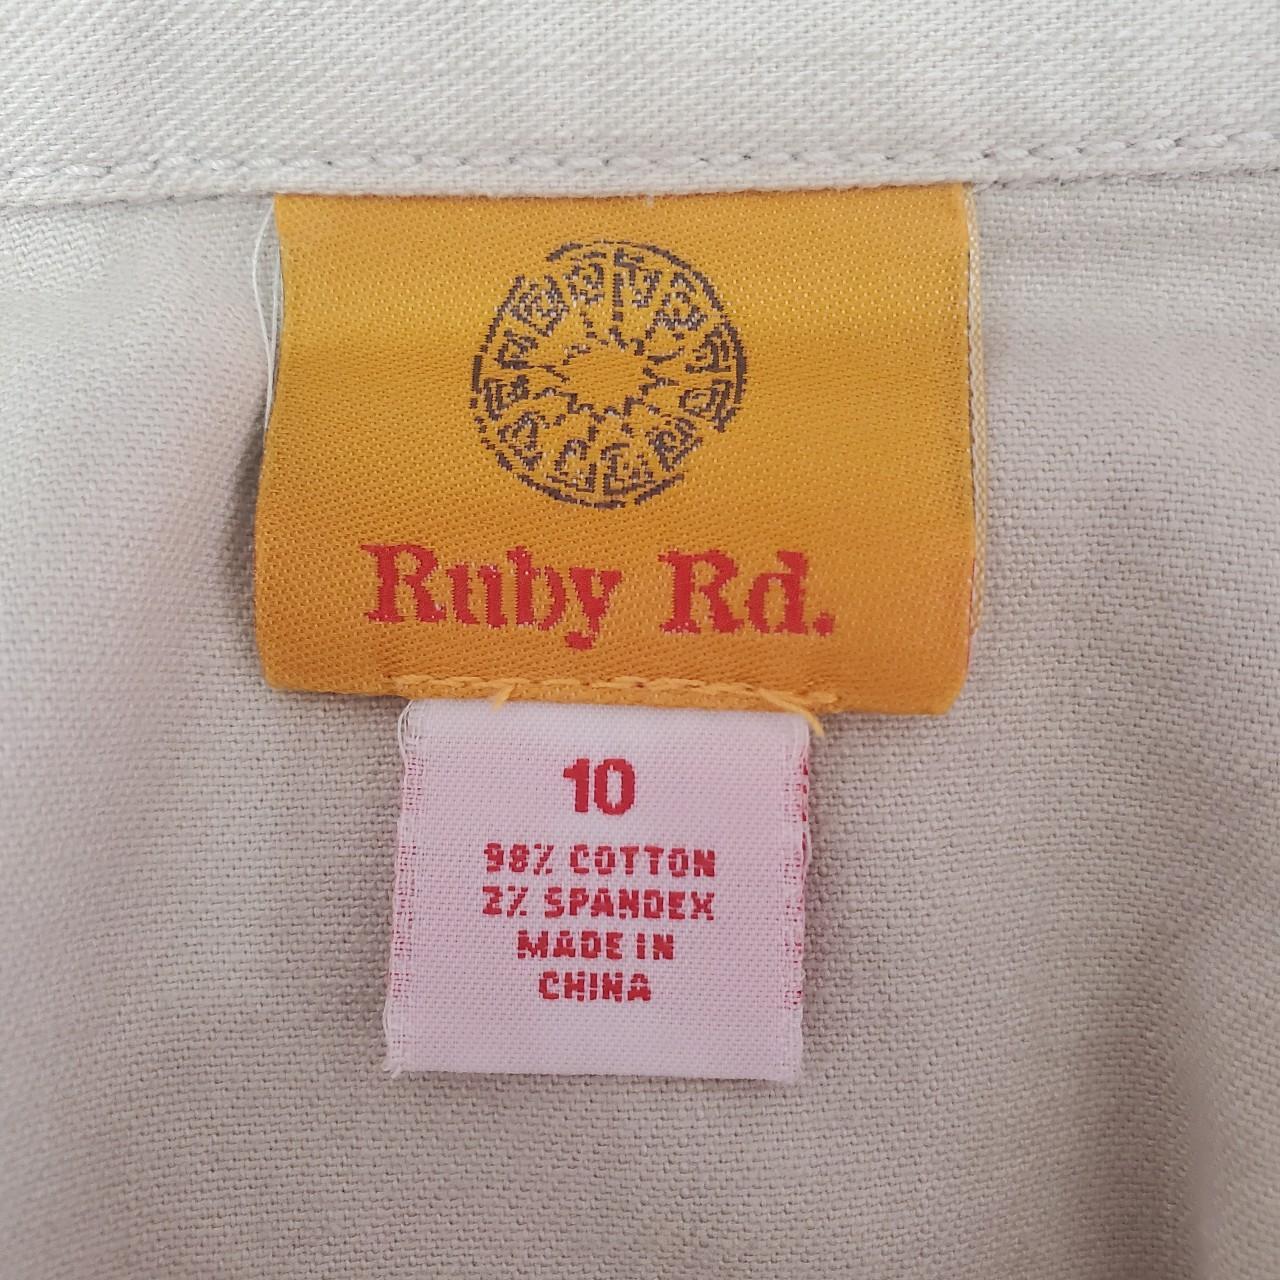 Ruby Rd.
10
98% COTTON
2% SPANDEX
MADE IN
CHINA